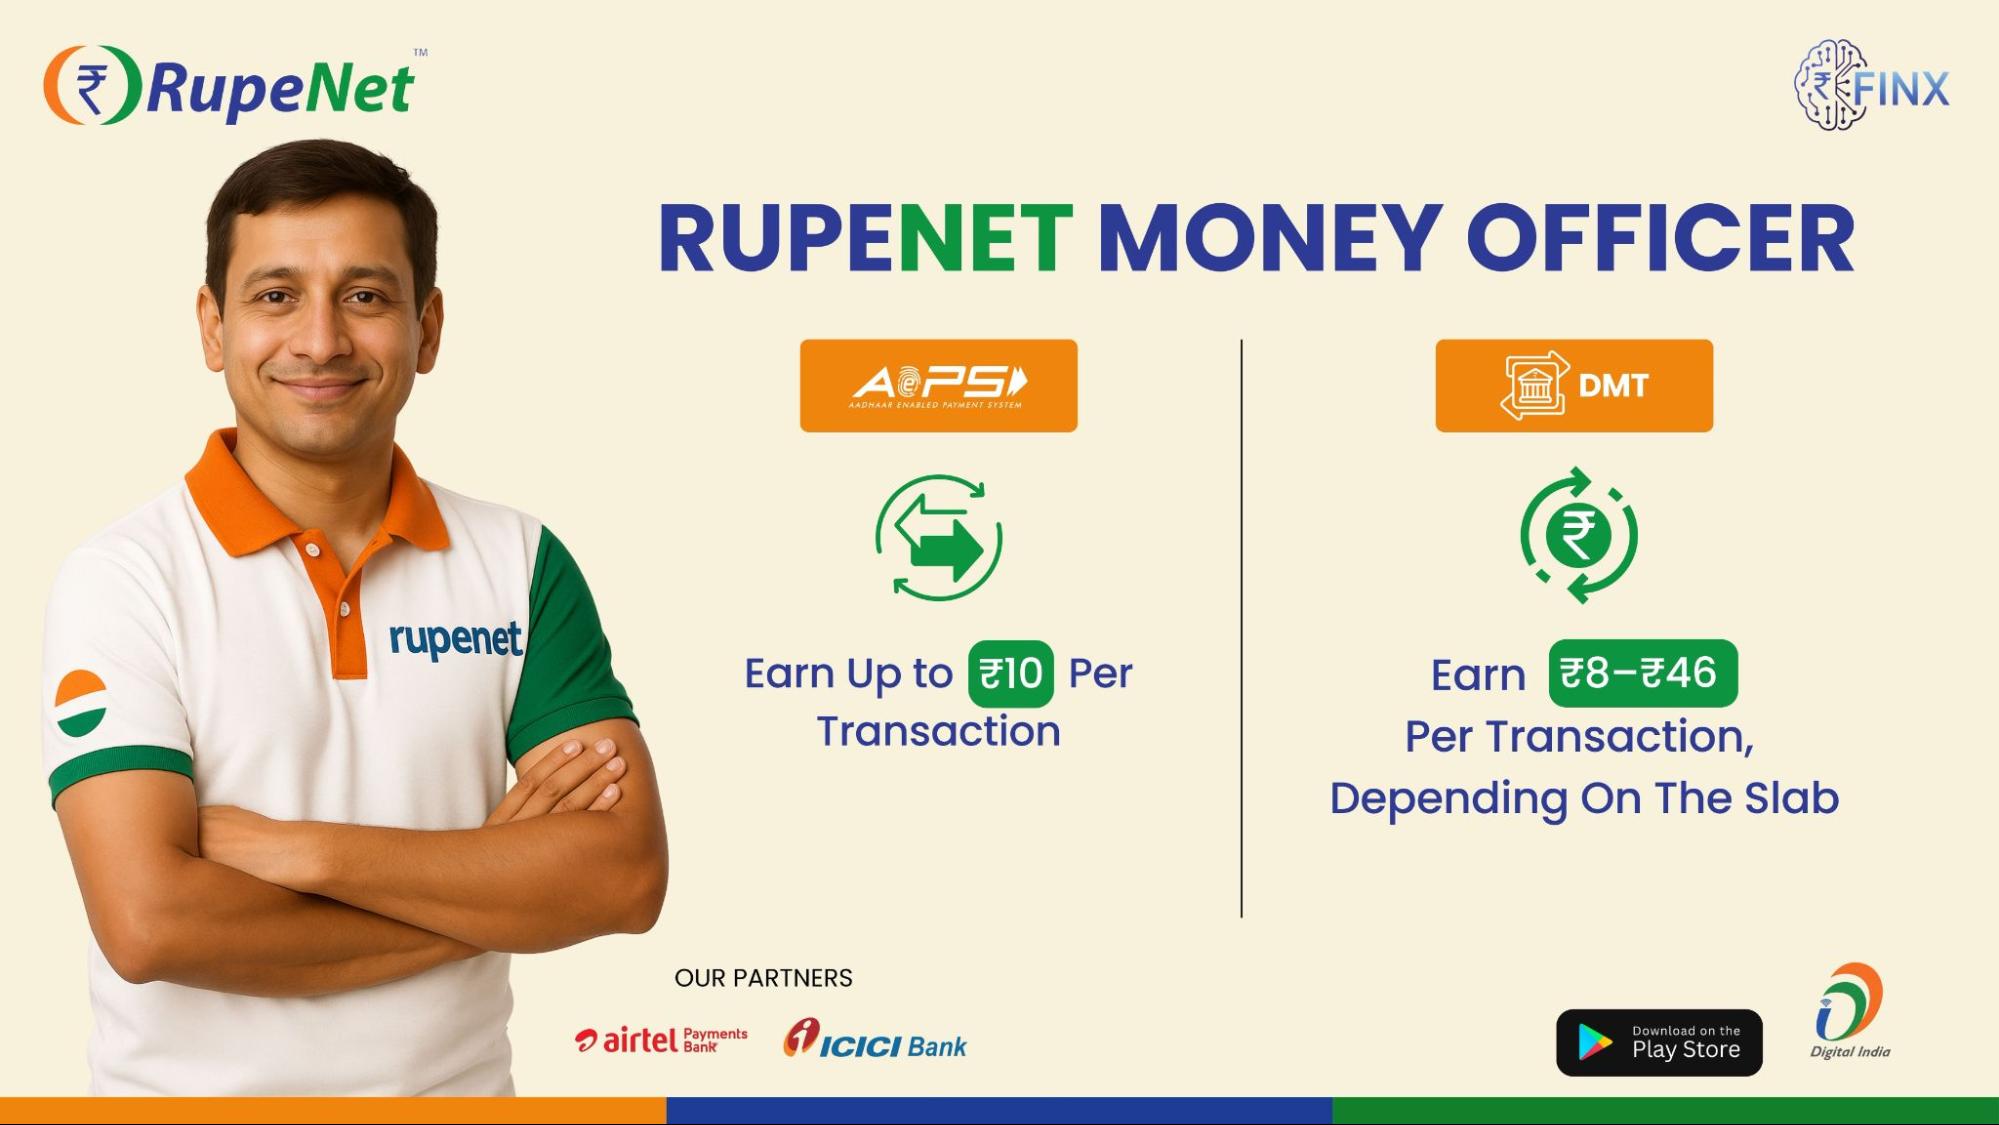 RupeNet™
FINX
RUPENET MONEY OFFICER
AePS
AADHAAR ENABLED PAYMENT SYSTEM
DMT
Earn Up to ₹10 Per
Transaction
Earn ₹8–₹46
Per Transaction,
Depending On The Slab
rupenet
OUR PARTNERS
airtel Payments Bank
ICICI Bank
Download on the
Play Store
Digital India